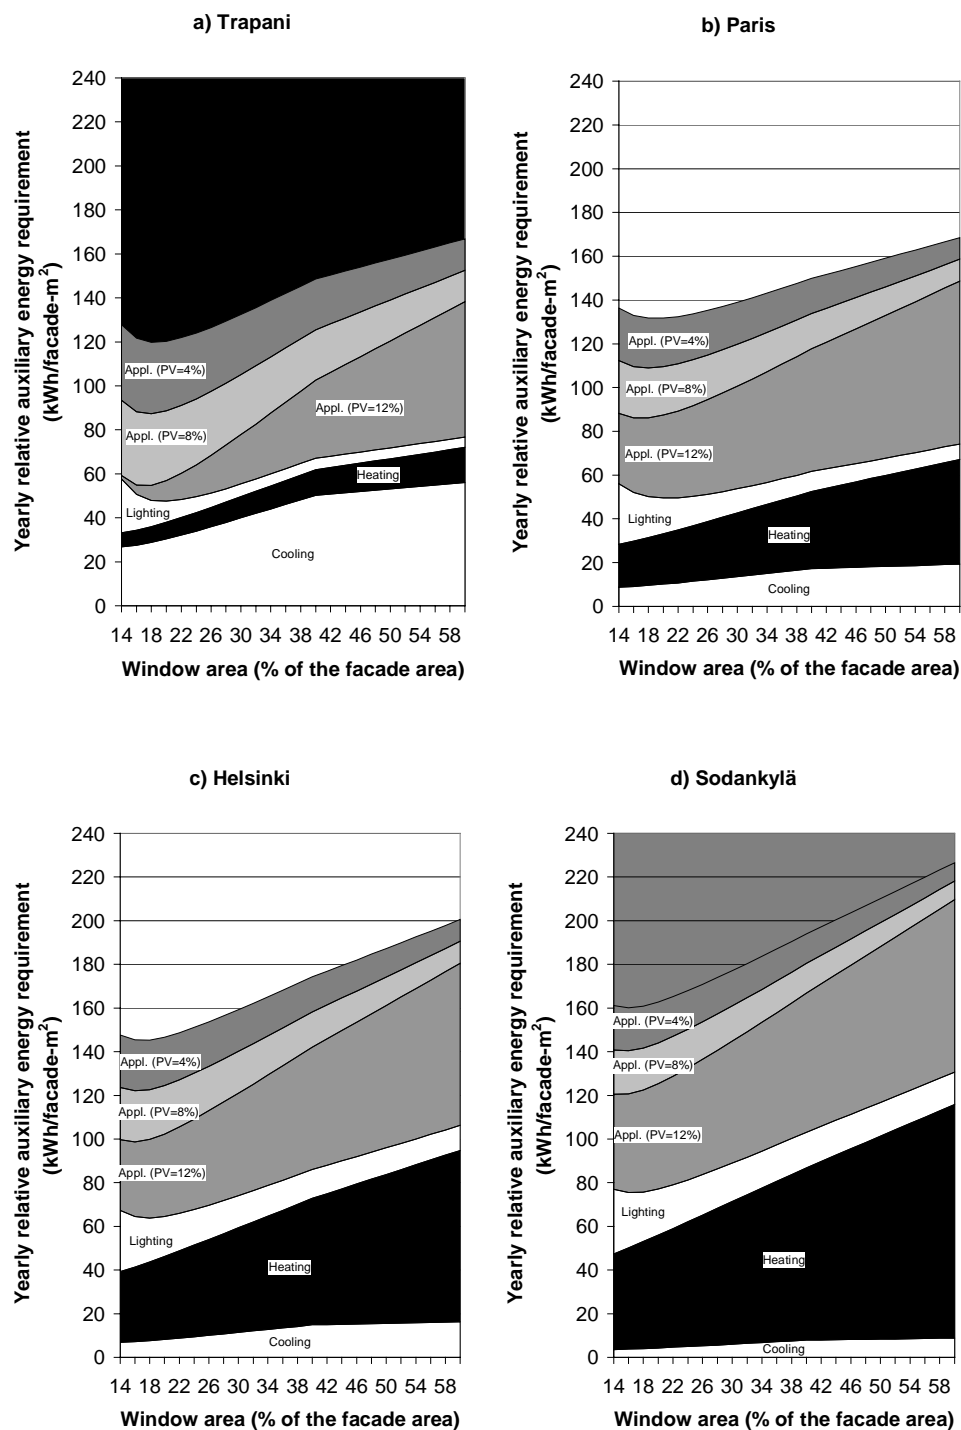 a) Trapani
Yearly relative auxiliary energy requirement
(kWh/facade-m²)
240
220
200
180
160
140
120
100
80
60
40
20
0
Appl. (PV=4%)
Appl. (PV=8%)
Appl. (PV=12%)
Lighting
Heating
Cooling
14 18 22 26 30 34 42 46 50 54 58
Window area (% of the facade area)
b) Paris
Yearly relative auxiliary energy requirement
(kWh/facade-m²)
240
220
200
180
160
140
120
100
80
60
40
20
0
Appl. (PV=4%)
Appl. (PV=8%)
Appl. (PV=12%)
Lighting
Heating
Cooling
14 18 22 26 30 34 42 46 50 54 58
Window area (% of the facade area)
c) Helsinki
Yearly relative auxiliary energy requirement
(kWh/facade-m²)
240
220
200
180
160
140
120
100
80
60
40
20
0
Appl. (PV=4%)
Appl. (PV=8%)
Appl. (PV=12%)
Lighting
Heating
Cooling
14 18 22 26 30 34 42 46 50 54 58
Window area (% of the facade area)
d) Sodankylä
Yearly relative auxiliary energy requirement
(kWh/facade-m²)
240
220
200
180
160
140
120
100
80
60
40
20
0
Appl. (PV=4%)
Appl. (PV=8%)
Appl. (PV=12%)
Lighting
Heating
Cooling
14 18 22 26 30 34 42 46 50 54 58
Window area (% of the facade area)